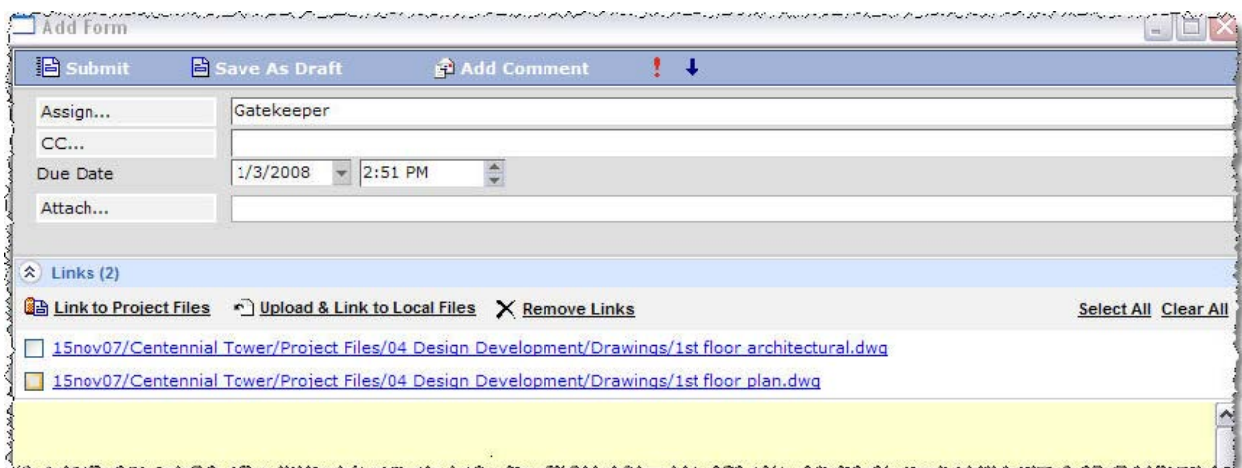 Add Form
Submit Save As Draft Add Comment
Assign... Gatekeeper
CC...
Due Date 1/3/2008 2:51 PM
Attach...
Links (2)
Link to Project Files Upload & Link to Local Files Remove Links Select All Clear All
15nov07/Centennial Tower/Project Files/04 Design Development/Drawings/1st floor architectural.dwg
15nov07/Centennial Tower/Project Files/04 Design Development/Drawings/1st floor plan.dwg